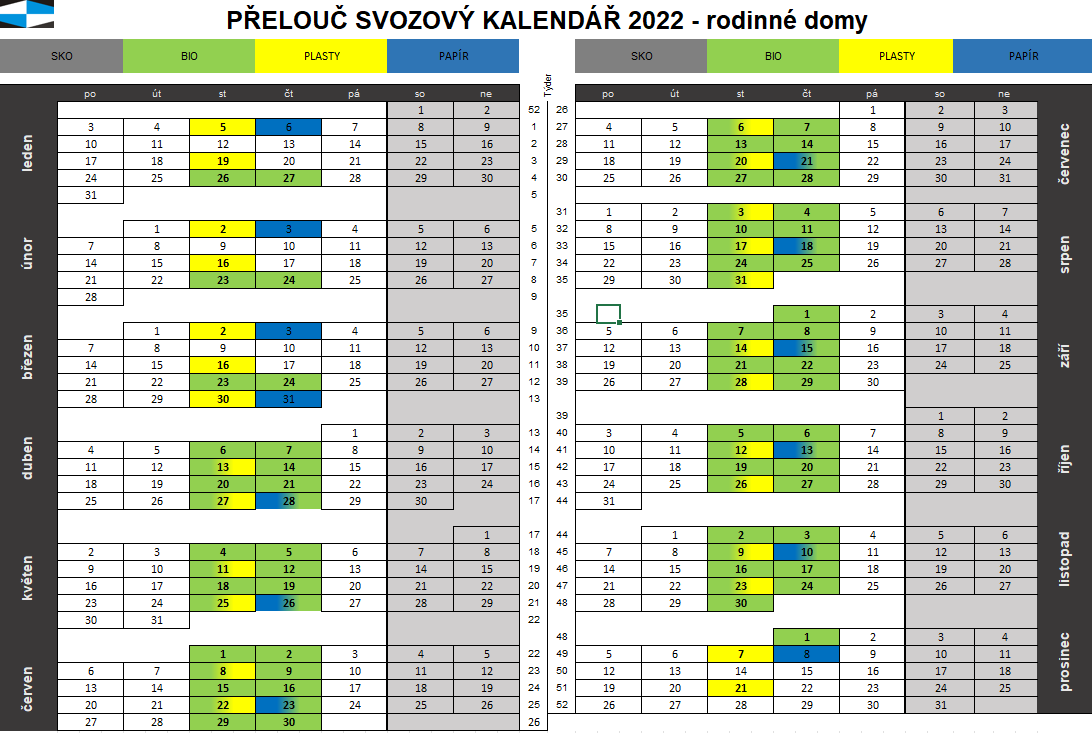 PŘELOUČ SVOZOVÝ KALENDÁŘ 2022 - rodinné domy
SKO BIO PLASTY PAPÍR
po út st čt pá so ne Týden
leden
1 2 52
3 4 5 6 7 8 9 1
10 11 12 13 14 15 16 2
17 18 19 20 21 22 23 3
24 25 26 27 28 29 30 4
31 5
únor
1 2 3 4 5 6 5
7 8 9 10 11 12 13 6
14 15 16 17 18 19 20 7
21 22 23 24 25 26 27 8
28 9
březen
1 2 3 4 5 6 9
7 8 9 10 11 12 13 10
14 15 16 17 18 19 20 11
21 22 23 24 25 26 27 12
28 29 30 31 13
duben
1 2 3 13
4 5 6 7 8 9 10 14
11 12 13 14 15 16 17 15
18 19 20 21 22 23 24 16
25 26 27 28 29 30 17
květen
1 17
2 3 4 5 6 7 8 18
9 10 11 12 13 14 15 19
16 17 18 19 20 21 22 20
23 24 25 26 27 28 29 21
30 31 22
červen
1 2 3 4 5 22
6 7 8 9 10 11 12 23
13 14 15 16 17 18 19 24
20 21 22 23 24 25 26 25
27 28 29 30 26
SKO BIO PLASTY PAPÍR
po út st čt pá so ne
červenec
26 1 2 3
27 4 5 6 7 8 9 10
28 11 12 13 14 15 16 17
29 18 19 20 21 22 23 24
30 25 26 27 28 29 30 31
srpen
31 1 2 3 4 5 6 7
32 8 9 10 11 12 13 14
33 15 16 17 18 19 20 21
34 22 23 24 25 26 27 28
35 29 30 31
září
35 1 2 3 4
36 5 6 7 8 9 10 11
37 12 13 14 15 16 17 18
38 19 20 21 22 23 24 25
39 26 27 28 29 30
říjen
39 1 2
40 3 4 5 6 7 8 9
41 10 11 12 13 14 15 16
42 17 18 19 20 21 22 23
43 24 25 26 27 28 29 30
44 31
listopad
44 1 2 3 4 5 6
45 7 8 9 10 11 12 13
46 14 15 16 17 18 19 20
47 21 22 23 24 25 26 27
48 28 29 30
prosinec
48 1 2 3 4
49 5 6 7 8 9 10 11
50 12 13 14 15 16 17 18
51 19 20 21 22 23 24 25
52 26 27 28 29 30 31